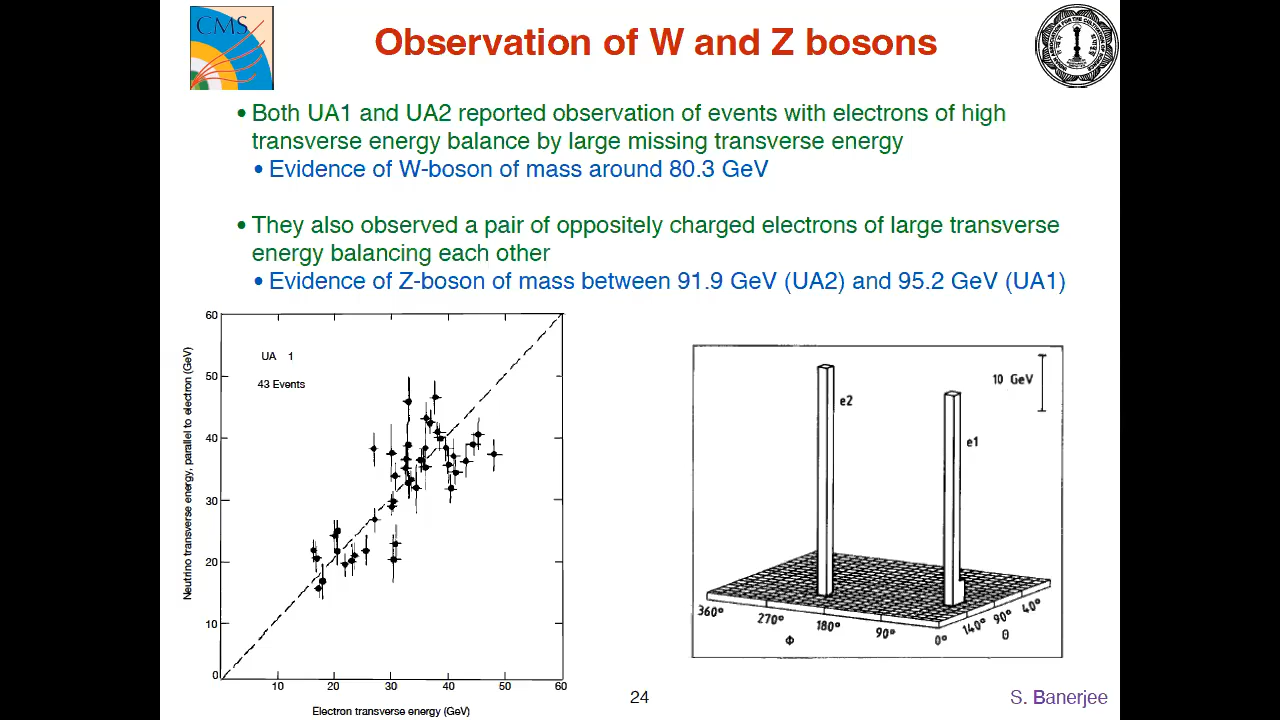 CMS
Observation of W and Z bosons
• Both UA1 and UA2 reported observation of events with electrons of high
transverse energy balance by large missing transverse energy
• Evidence of W-boson of mass around 80.3 GeV
• They also observed a pair of oppositely charged electrons of large transverse
energy balancing each other
• Evidence of Z-boson of mass between 91.9 GeV (UA2) and 95.2 GeV (UA1)
Neutrino transverse energy, parallel to electron (GeV)
60
50
40
30
20
10
0
UA 1
43 Events
10 20 30 40 50 60
Electron transverse energy (GeV)
10 GeV
e2
e1
360° 270° 180° 90° 0°
Φ
140° 90° 40°
Θ
24
S. Banerjee